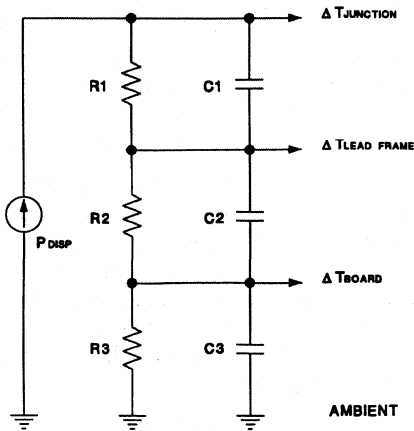 Δ TJUNCTION
R1 C1
Δ TLEAD FRAME
R2 C2
PDISP
Δ TBOARD
R3 C3
AMBIENT